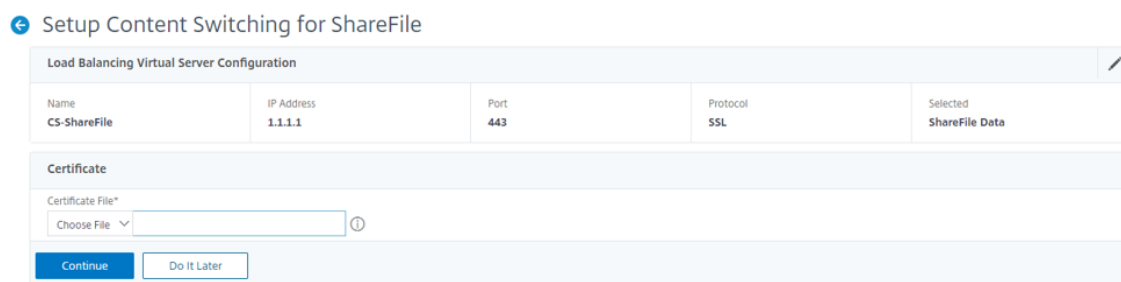 Setup Content Switching for ShareFile
Load Balancing Virtual Server Configuration
Name IP Address Port Protocol Selected
CS-ShareFile 1.1.1.1 443 SSL ShareFile Data
Certificate
Certificate File*
Choose File
Continue Do It Later